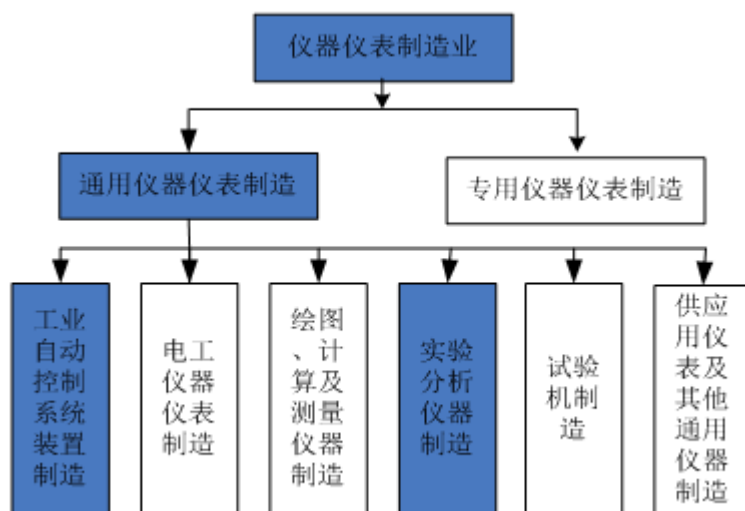 仪器仪表制造业
通用仪器仪表制造
专用仪器仪表制造
工业
自动
控制
系统
装置
制造
电工
仪器
仪表
制造
绘图
、计
算及
测量
仪器
制造
实验
分析
仪器
制造
试验
机制
造
供应
用仪
表及
其他
通用
仪器
制造